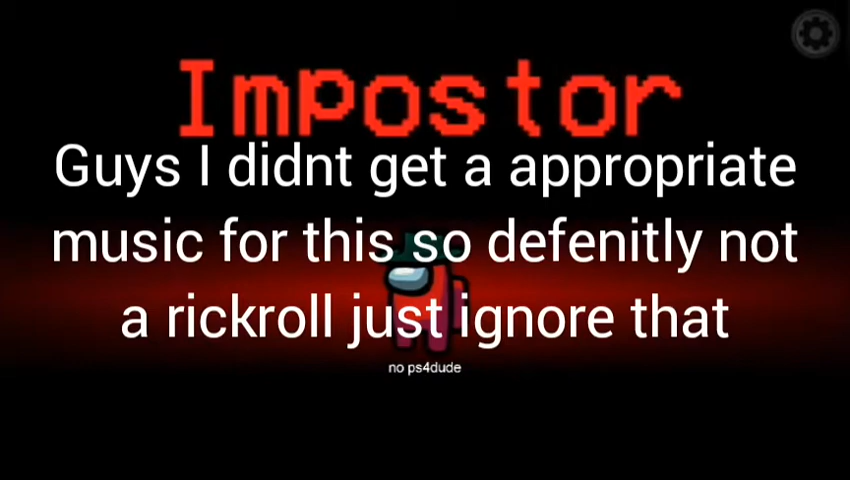 Impostor
Guys I didnt get a appropriate
music for this so defenitly not
a rickroll just ignore that
no ps4dude